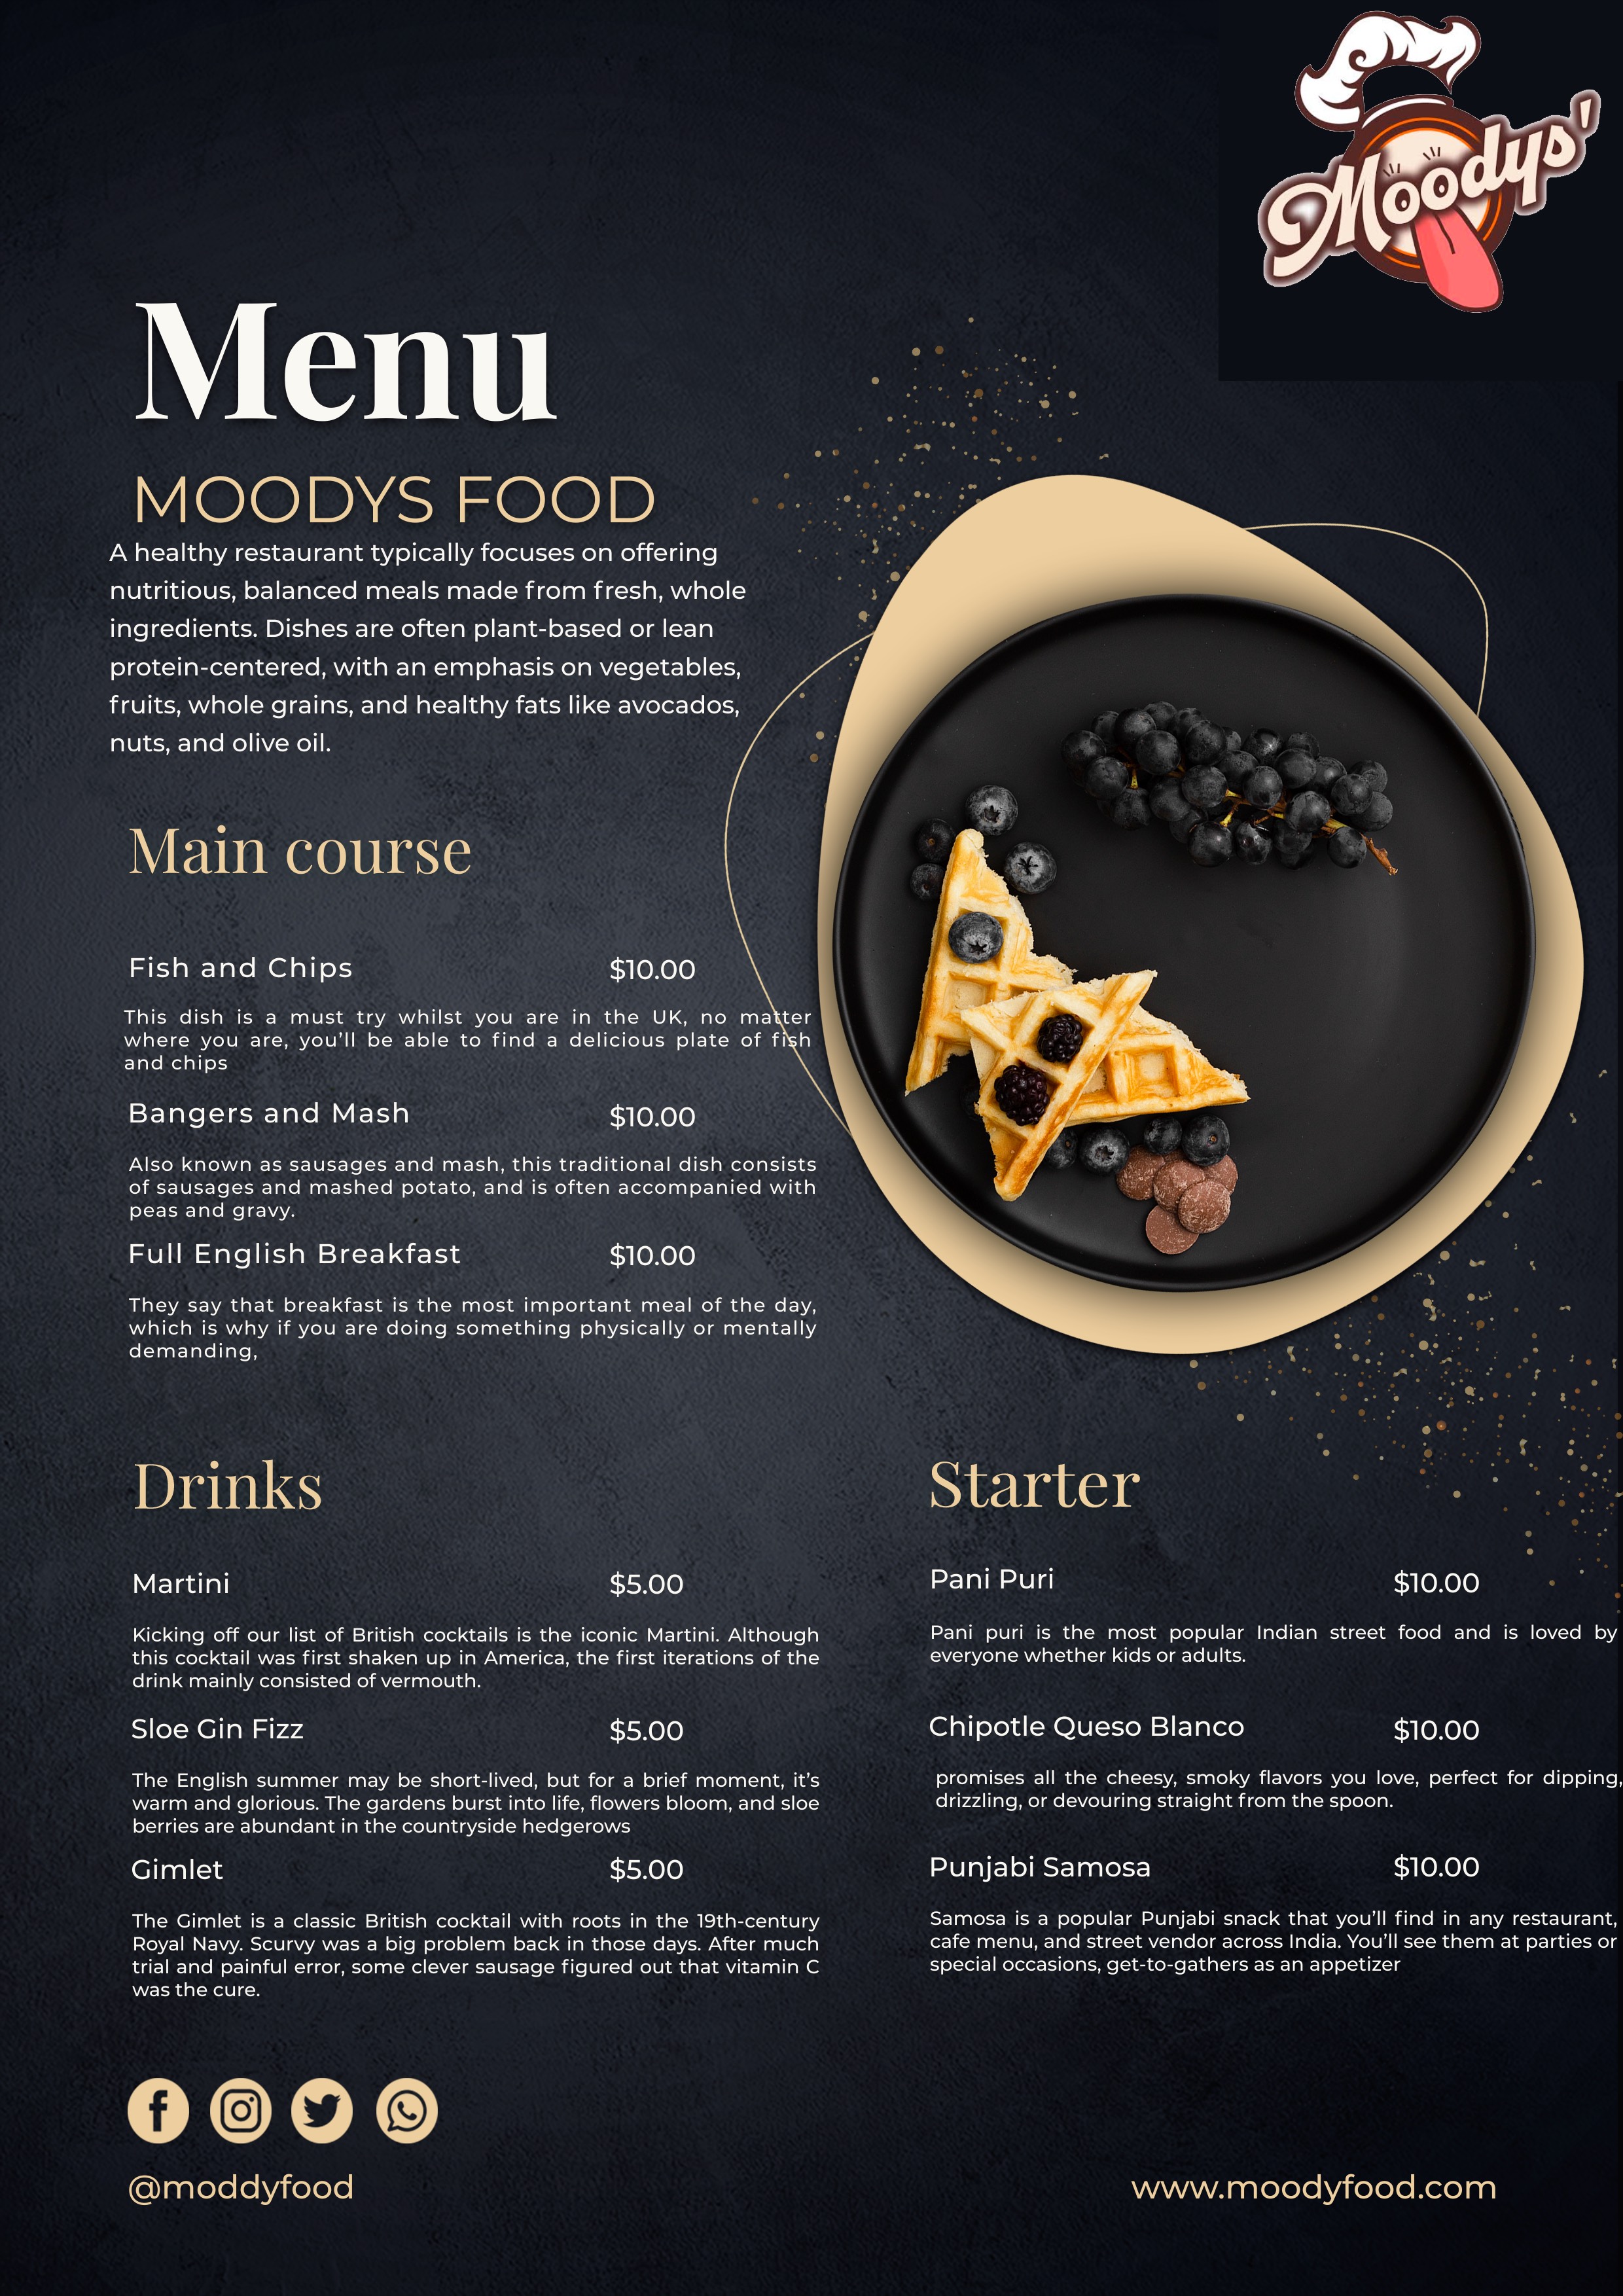 Moodys'
Menu
MOODYS FOOD
A healthy restaurant typically focuses on offering
nutritious, balanced meals made from fresh, whole
ingredients. Dishes are often plant-based or lean
protein-centered, with an emphasis on vegetables,
fruits, whole grains, and healthy fats like avocados,
nuts, and olive oil.
Main course
Fish and Chips $10.00
This dish is a must try whilst you are in the UK, no matter
where you are, you’ll be able to find a delicious plate of fish
and chips
Bangers and Mash $10.00
Also known as sausages and mash, this traditional dish consists
of sausages and mashed potato, and is often accompanied with
peas and gravy.
Full English Breakfast $10.00
They say that breakfast is the most important meal of the day,
which is why if you are doing something physically or mentally
demanding,
Drinks
Martini $5.00
Kicking off our list of British cocktails is the iconic Martini. Although
this cocktail was first shaken up in America, the first iterations of the
drink mainly consisted of vermouth.
Sloe Gin Fizz $5.00
The English summer may be short-lived, but for a brief moment, it’s
warm and glorious. The gardens burst into life, flowers bloom, and sloe
berries are abundant in the countryside hedgerows
Gimlet $5.00
The Gimlet is a classic British cocktail with roots in the 19th-century
Royal Navy. Scurvy was a big problem back in those days. After much
trial and painful error, some clever sausage figured out that vitamin C
was the cure.
Starter
Pani Puri $10.00
Pani puri is the most popular Indian street food and is loved by
everyone whether kids or adults.
Chipotle Queso Blanco $10.00
promises all the cheesy, smoky flavors you love, perfect for dipping,
drizzling, or devouring straight from the spoon.
Punjabi Samosa $10.00
Samosa is a popular Punjabi snack that you’ll find in any restaurant,
cafe menu, and street vendor across India. You’ll see them at parties or
special occasions, get-to-gathers as an appetizer
@moddyfood
www.moodyfood.com